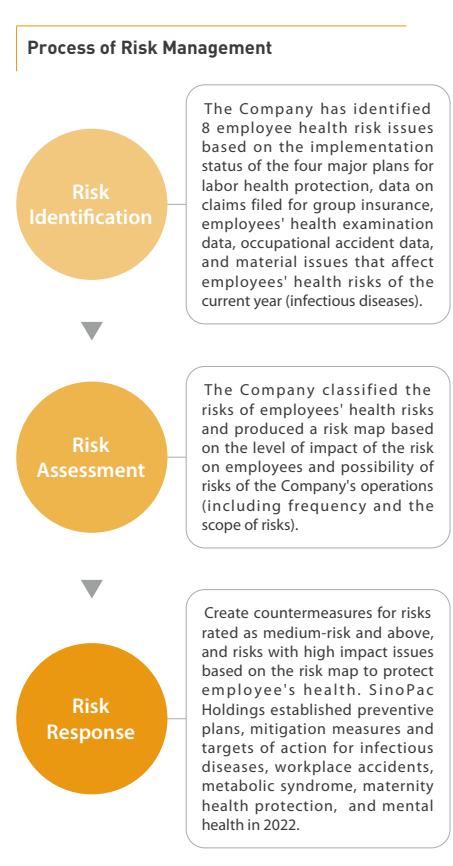 Process of Risk Management
Risk
Identification
The Company has identified
8 employee health risk issues
based on the implementation
status of the four major plans for
labor health protection, data on
claims filed for group insurance,
employees' health examination
data, occupational accident data,
and material issues that affect
employees' health risks of the
current year (infectious diseases).
Risk
Assessment
The Company classified the
risks of employees' health risks
and produced a risk map based
on the level of impact of the risk
on employees and possibility of
risks of the Company's operations
(including frequency and the
scope of risks).
Risk
Response
Create countermeasures for risks
rated as medium-risk and above,
and risks with high impact issues
based on the risk map to protect
employee's health. SinoPac
Holdings established preventive
plans, mitigation measures and
targets of action for infectious
diseases, workplace accidents,
metabolic syndrome, maternity
health protection, and mental
health in 2022.